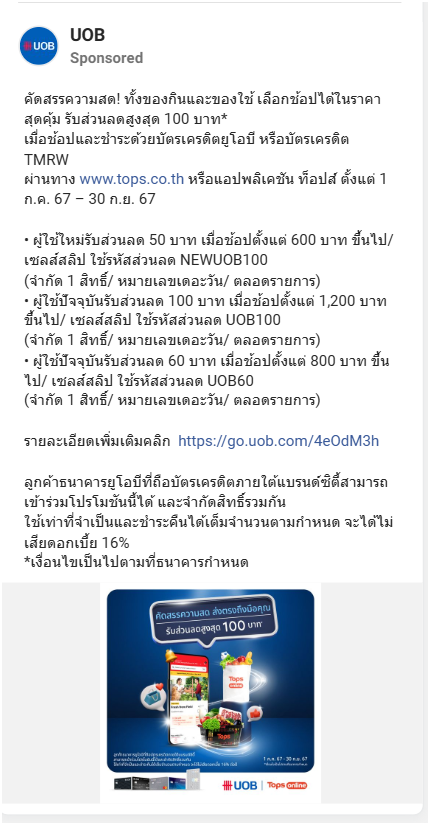 UOB
UOB
Sponsored
คัดสรรความสด! ทั้งของกินและของใช้ เลือกช้อปได้ในราคา
สุดคุ้ม รับส่วนลดสูงสุด 100 บาท*
เมื่อช้อปและชำระด้วยบัตรเครดิตยูโอบี หรือบัตรเครดิต
TMRW
ผ่านทาง www.tops.co.th หรือแอปพลิเคชัน ท็อปส์ ตั้งแต่ 1
ก.ค. 67 – 30 ก.ย. 67
• ผู้ใช้ใหม่รับส่วนลด 50 บาท เมื่อช้อปตั้งแต่ 600 บาท ขึ้นไป/
เซลส์สลิป ใช้รหัสส่วนลด NEWUOB100
(จำกัด 1 สิทธิ์/ หมายเลขเดอะวัน/ ตลอดรายการ)
• ผู้ใช้ปัจจุบันรับส่วนลด 100 บาท เมื่อช้อปตั้งแต่ 1,200 บาท
ขึ้นไป/ เซลส์สลิป ใช้รหัสส่วนลด UOB100
(จำกัด 1 สิทธิ์/ หมายเลขเดอะวัน/ ตลอดรายการ)
• ผู้ใช้ปัจจุบันรับส่วนลด 60 บาท เมื่อช้อปตั้งแต่ 800 บาท ขึ้น
ไป/ เซลส์สลิป ใช้รหัสส่วนลด UOB60
(จำกัด 1 สิทธิ์/ หมายเลขเดอะวัน/ ตลอดรายการ)
รายละเอียดเพิ่มเติมคลิก https://go.uob.com/4eOdM3h
ลูกค้าธนาคารยูโอบีที่ถือบัตรเครดิตภายใต้แบรนด์ซิตี้สามารถ
เข้าร่วมโปรโมชันนี้ได้ และจำกัดสิทธิ์รวมกัน
ใช้เท่าที่จำเป็นและชำระคืนได้เต็มจำนวนตามกำหนด จะได้ไม่
เสียดอกเบี้ย 16%
*เงื่อนไขเป็นไปตามที่ธนาคารกำหนด
คัดสรรความสด ส่งตรงถึงมือคุณ
รับส่วนลดสูงสุด 100 บาท*
Tops
online
Tops
1 ก.ค. 67 - 30 ก.ย. 67
UOB | Tops online